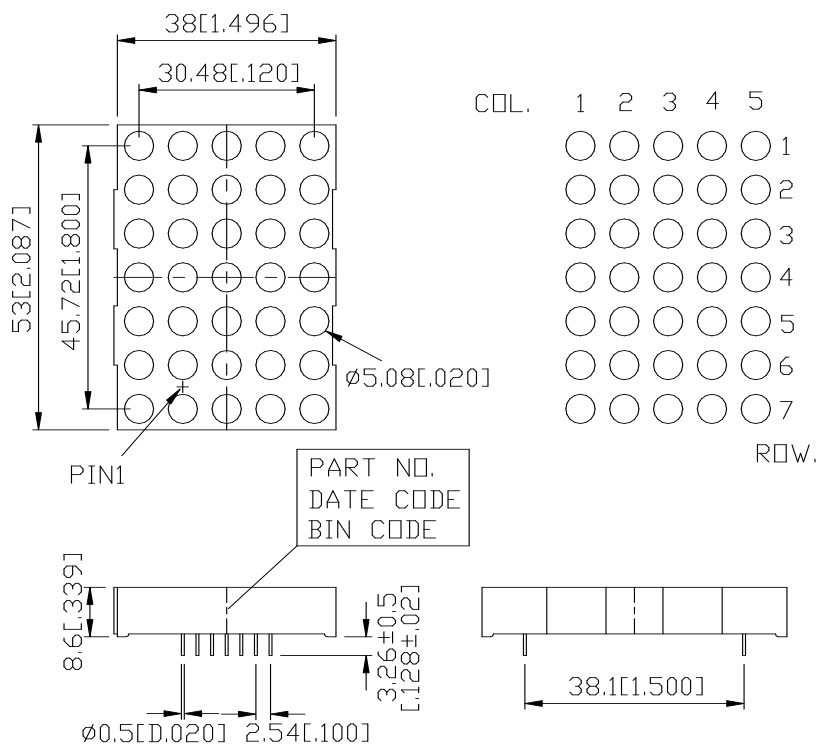 38[1.496]
30.48[.120]
COL. 1 2 3 4 5
1
2
3
4
5
6
7
ROW.
53[2.087]
45.72[1.800]
ø5.08[.020]
PIN1
PART NO.
DATE CODE
BIN CODE
8.6[.339]
3.26±0.5
[.128±.02]
38.1[1.500]
ø0.5[D.020] 2.54[.100]